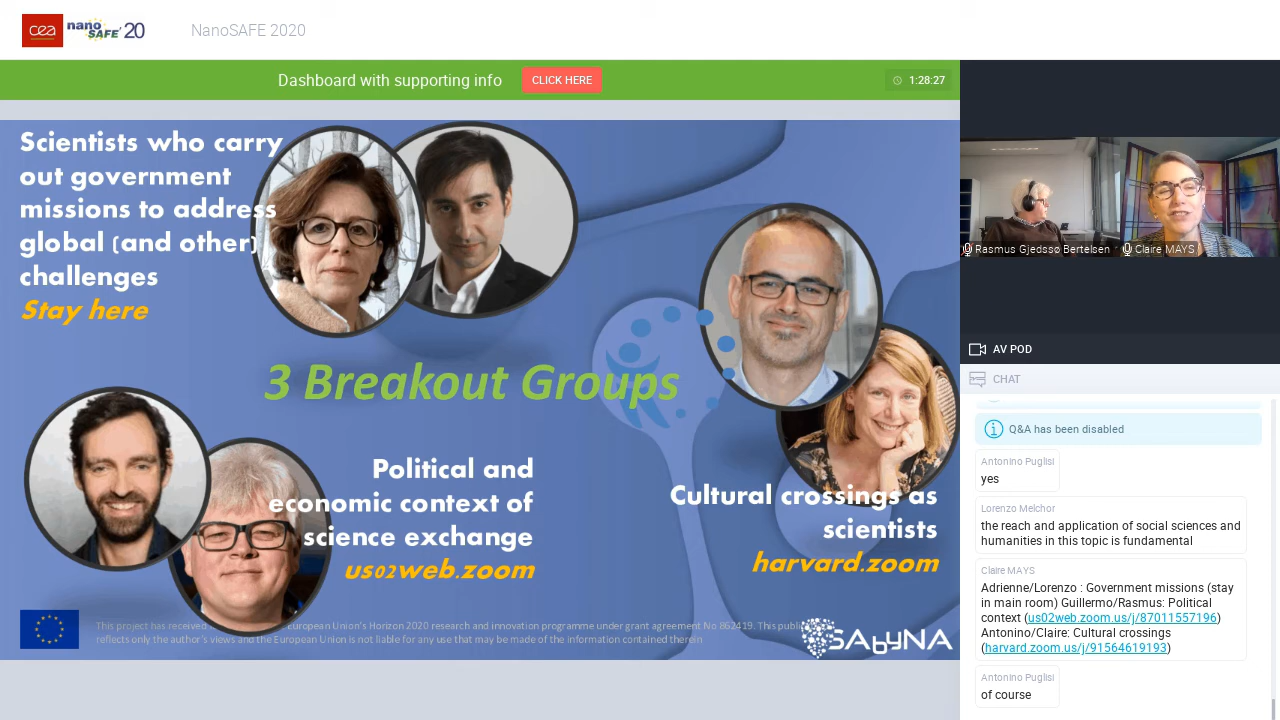 cea
nano
SAFE 20
NanoSAFE 2020
Dashboard with supporting info
CLICK HERE
1:28:27
Scientists who carry
out government
missions to address
global (and other)
challenges
Stay here
3 Breakout Groups
Political and
economic context of
science exchange
us02web.zoom
Cultural crossings as
scientists
harvard.zoom
This project has received European Union's Horizon 2020 research and innovation programme under grant agreement No 862419. This publ
reflects only the author's views and the European Union is not liable for any use that may be made of the information contained therein
SAbyNA
Rasmus Gjedssø Bertelsen
Claire MAYS
AV POD
CHAT
Q&A has been disabled
Antonino Puglisi
yes
Lorenzo Melchor
the reach and application of social sciences and
humanities in this topic is fundamental
Claire MAYS
Adrienne/Lorenzo : Government missions (stay
in main room) Guillermo/Rasmus: Political
context (us02web.zoom.us/j/87011557196)
Antonino/Claire: Cultural crossings
(harvard.zoom.us/j/91564619193)
Antonino Puglisi
of course